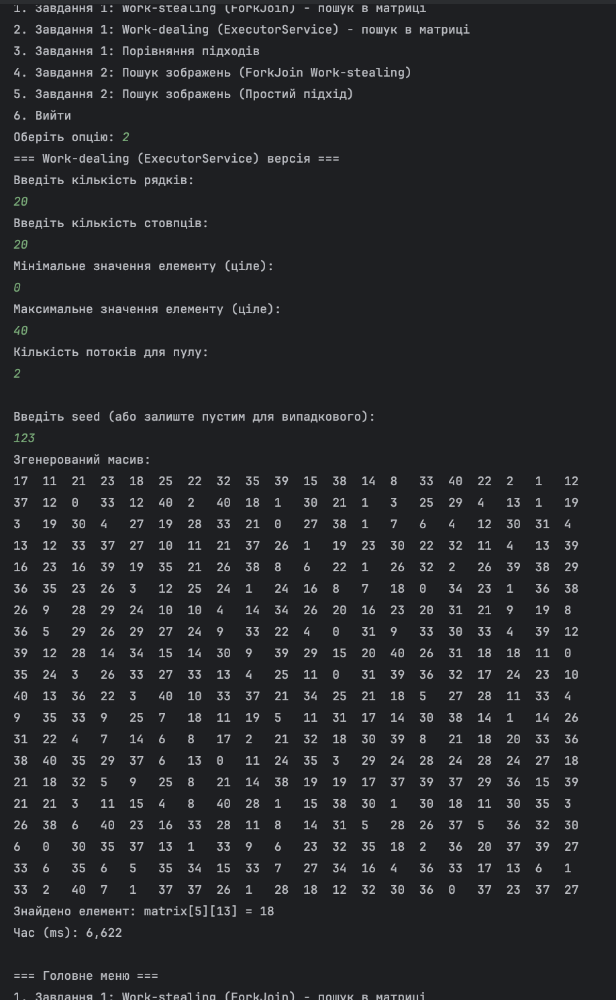 1. Завдання 1: Work-stealing (ForkJoin) - пошук в матриці
2. Завдання 1: Work-dealing (ExecutorService) - пошук в матриці
3. Завдання 1: Порівняння підходів
4. Завдання 2: Пошук зображень (ForkJoin Work-stealing)
5. Завдання 2: Пошук зображень (Простий підхід)
6. Вийти
Оберіть опцію: 2
=== Work-dealing (ExecutorService) версія ===
Введіть кількість рядків:
20
Введіть кількість стовпців:
20
Мінімальне значення елементу (ціле):
0
Максимальне значення елементу (ціле):
40
Кількість потоків для пулу:
2
Введіть seed (або залиште пустим для випадкового):
123
Згенерований масив:
17 11 21 23 18 25 22 32 35 39 15 38 14 8 33 40 22 2 1 12
37 12 0 33 12 40 2 40 18 1 30 21 1 3 25 29 4 13 1 19
3 19 30 4 27 19 28 33 21 0 27 38 1 7 6 4 12 30 31 4
13 12 33 37 27 10 11 21 37 26 1 19 23 30 22 32 11 4 13 39
16 23 16 39 19 35 21 26 38 8 6 22 1 26 32 2 26 39 38 29
36 35 23 26 3 12 25 24 1 24 16 8 7 18 0 34 23 1 36 38
26 9 28 29 24 10 10 4 14 34 26 20 16 23 20 31 21 9 19 8
36 5 29 26 29 27 24 9 33 22 4 0 31 9 33 30 33 4 39 12
39 12 28 14 34 15 14 30 9 39 29 15 20 40 26 31 18 18 11 0
35 24 3 26 33 27 33 13 4 25 11 0 31 39 36 32 17 24 23 10
40 13 36 22 3 40 10 33 37 21 34 25 21 18 5 27 28 11 33 4
9 35 33 9 25 7 18 11 19 5 11 31 17 14 30 38 14 1 14 26
31 22 4 7 14 6 8 17 2 21 32 18 30 39 8 21 18 20 33 36
38 40 35 29 37 6 13 0 11 24 35 3 29 24 28 24 28 24 27 18
21 18 32 5 9 25 8 21 14 38 19 19 17 37 39 37 29 36 15 39
21 21 3 11 15 4 8 40 28 1 15 38 30 1 30 18 11 30 35 3
26 38 6 40 23 16 33 28 11 8 14 31 5 28 26 37 5 36 32 30
6 0 30 35 37 13 1 33 9 6 23 32 35 18 2 36 20 37 39 27
33 6 35 6 5 35 34 15 33 7 27 34 16 4 36 33 17 13 6 1
33 2 40 7 1 37 37 26 1 28 18 12 32 30 36 0 37 23 37 27
Знайдено елемент: matrix[5][13] = 18
Час (ms): 6,622
=== Головне меню ===
1. Завдання 1: Work-stealing (ForkJoin) - пошук в матриці